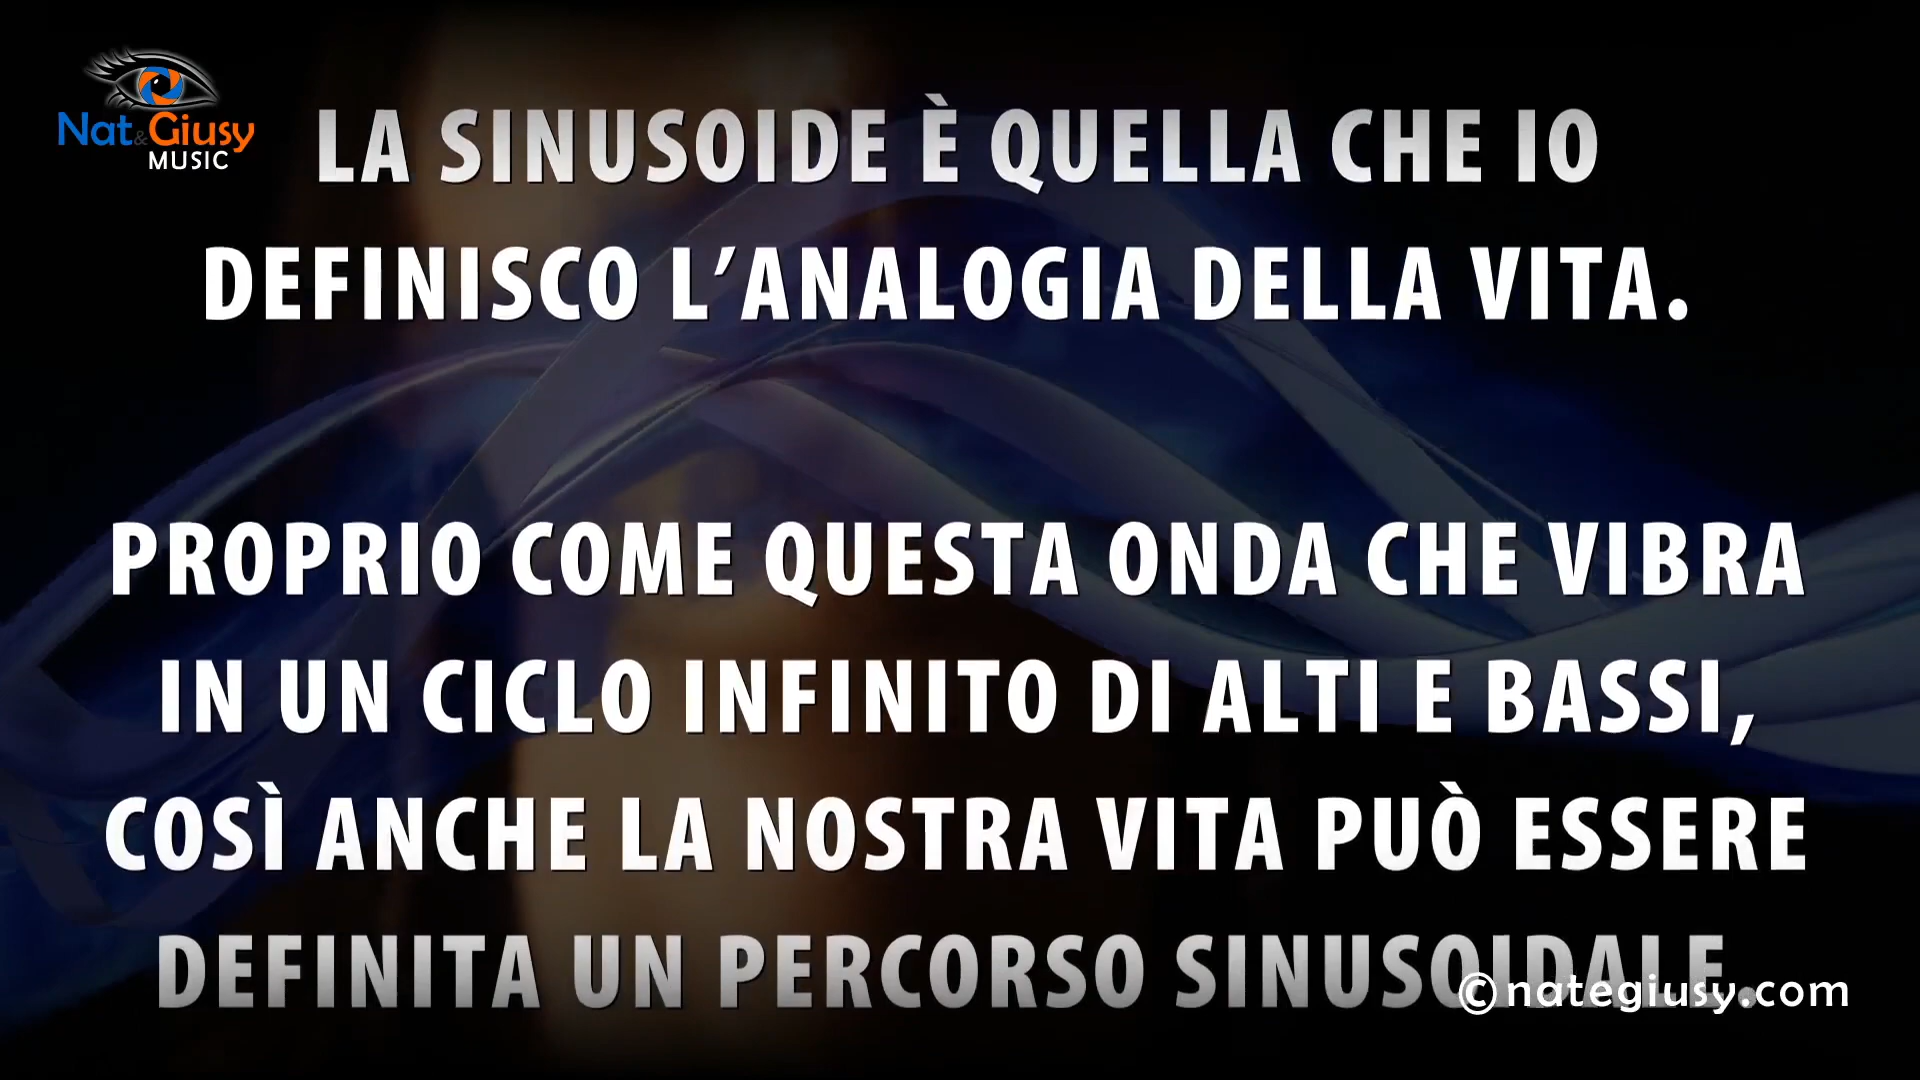 Nat&Giusy
MUSIC
LA SINUSOIDE È QUELLA CHE IO
DEFINISCO L’ANALOGIA DELLA VITA.
PROPRIO COME QUESTA ONDA CHE VIBRA
IN UN CICLO INFINITO DI ALTI E BASSI,
COSÌ ANCHE LA NOSTRA VITA PUÒ ESSERE
DEFINITA UN PERCORSO SINUSOIDALE.
©nategiusy.com